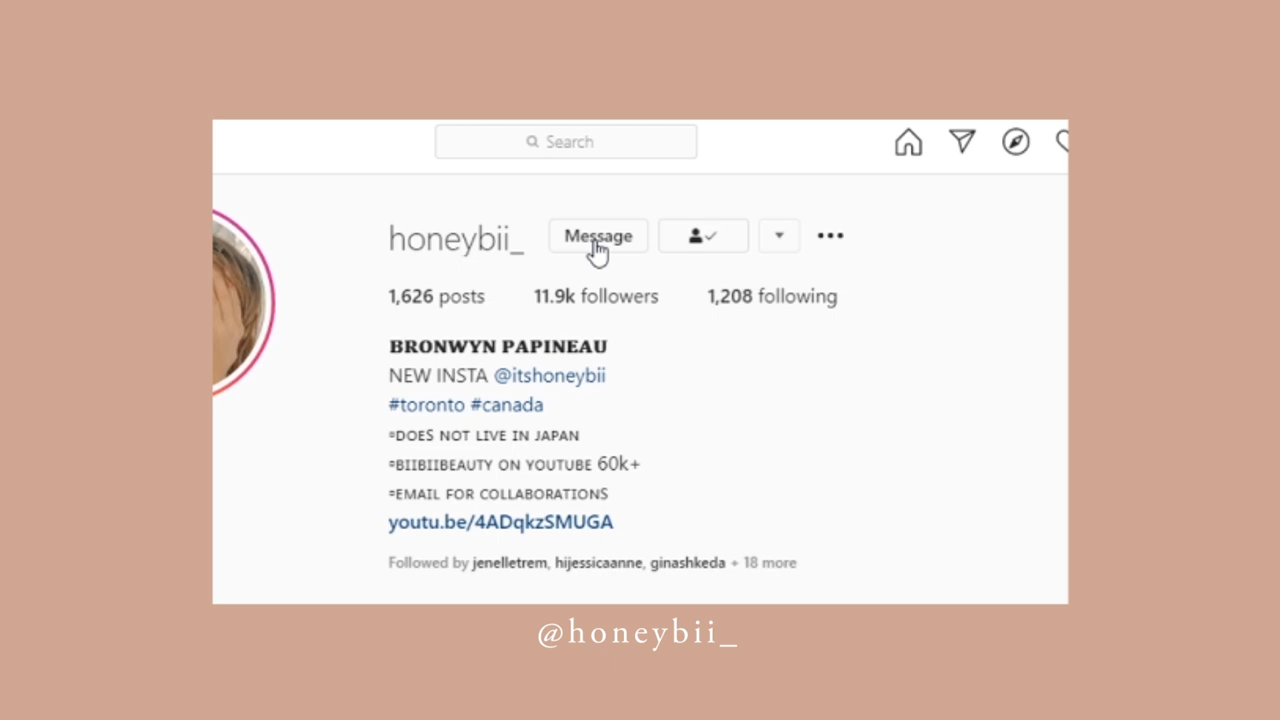 Search
honeybii_ Message
1,626 posts 11.9k followers 1,208 following
BRONWYN PAPINEAU
NEW INSTA @itshoneybii
#toronto #canada
▫DOES NOT LIVE IN JAPAN
▫BIIBIIBEAUTY ON YOUTUBE 60k+
▫EMAIL FOR COLLABORATIONS
youtu.be/4ADqkzSMUGA
Followed by jenelletrem, hijessicaanne, ginashkeda + 18 more
@honeybii_